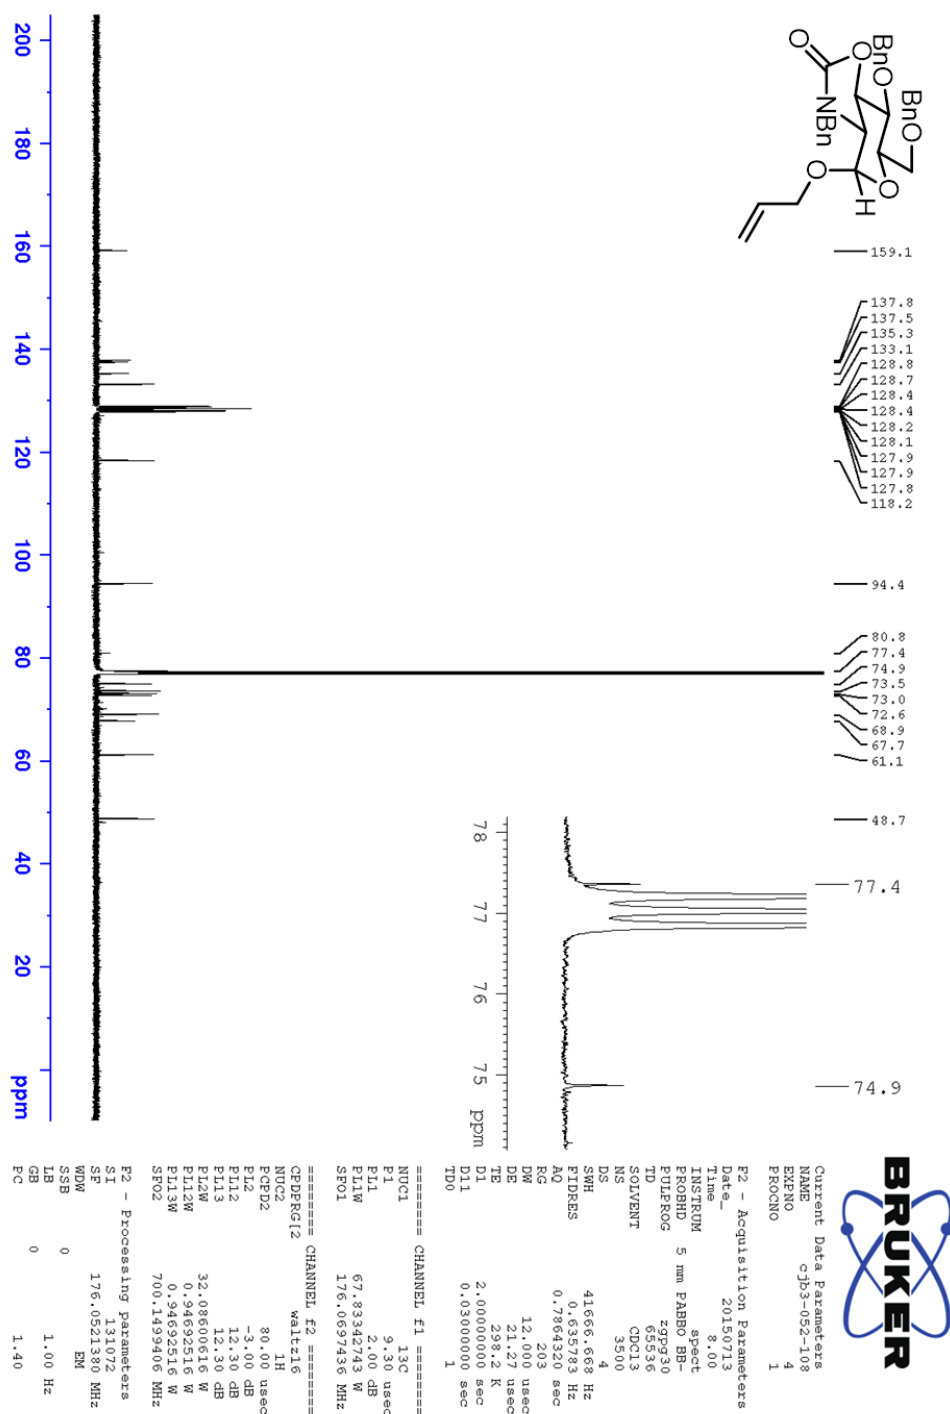 BnO
BnO
O
O
O
NBn
O
H
O
159.1
137.8
137.5
135.3
133.1
128.8
128.7
128.4
128.4
128.2
128.1
127.9
127.9
127.8
118.2
94.4
80.8
77.4
74.9
73.5
73.0
72.6
68.9
67.7
61.1
48.7
77.4
74.9
78 77 76 75 ppm
200 180 160 140 120 100 80 60 40 20 ppm
BRUKER
Current Data Parameters
NAME cjb3-052-108
EXPNO 4
PROCNO 1
F2 - Acquisition Parameters
Date_ 20150713
Time 8.00
INSTRUM spect
PROBHD 5 mm PABBO BB-
PULPROG zgpg30
TD 65536
SOLVENT CDCl3
NS 3500
DS 4
SWH 41666.668 Hz
FIDRES 0.635783 Hz
AQ 0.7864320 sec
RG 203
DW 12.000 usec
DE 21.27 usec
TE 298.2 K
D1 2.00000000 sec
D11 0.03000000 sec
TD0 1
======== CHANNEL f1 ========
NUC1 13C
P1 9.30 usec
PL1 2.00 dB
PL1W 67.83342743 W
SFO1 176.0697436 MHz
======== CHANNEL f2 ========
CPDPRG[2 waltz16
NUC2 1H
PCPD2 80.00 usec
PL2 -3.00 dB
PL12 12.30 dB
PL13 12.30 dB
PL2W 32.08600616 W
PL12W 0.94692516 W
PL13W 0.94692516 W
SFO2 700.1499406 MHz
F2 - Processing parameters
SI 131072
SF 176.0521380 MHz
WDW EM
SSB 0
LB 1.00 Hz
GB 0
PC 1.40